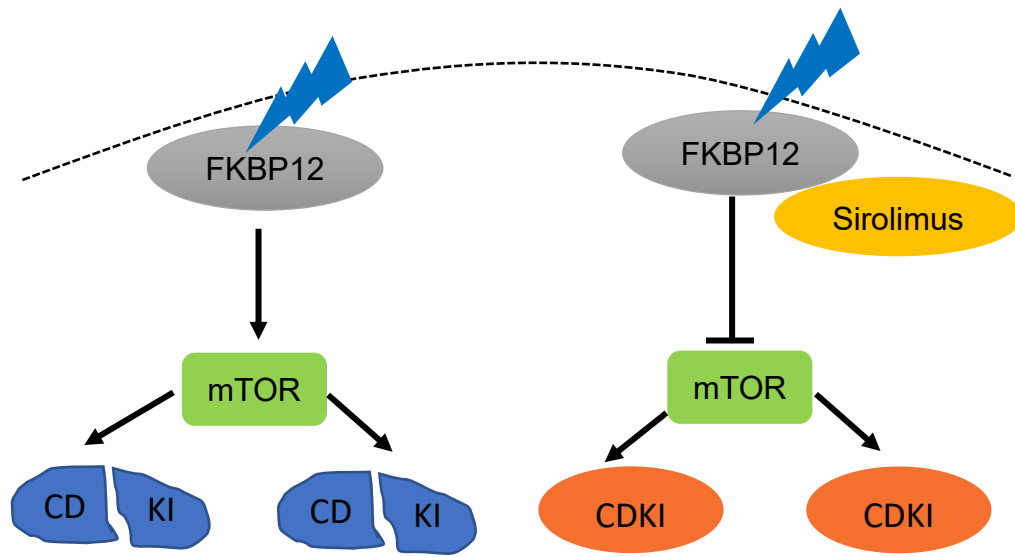 FKBP12
FKBP12
Sirolimus
mTOR
mTOR
CD
KI
CD
KI
CDKI
CDKI